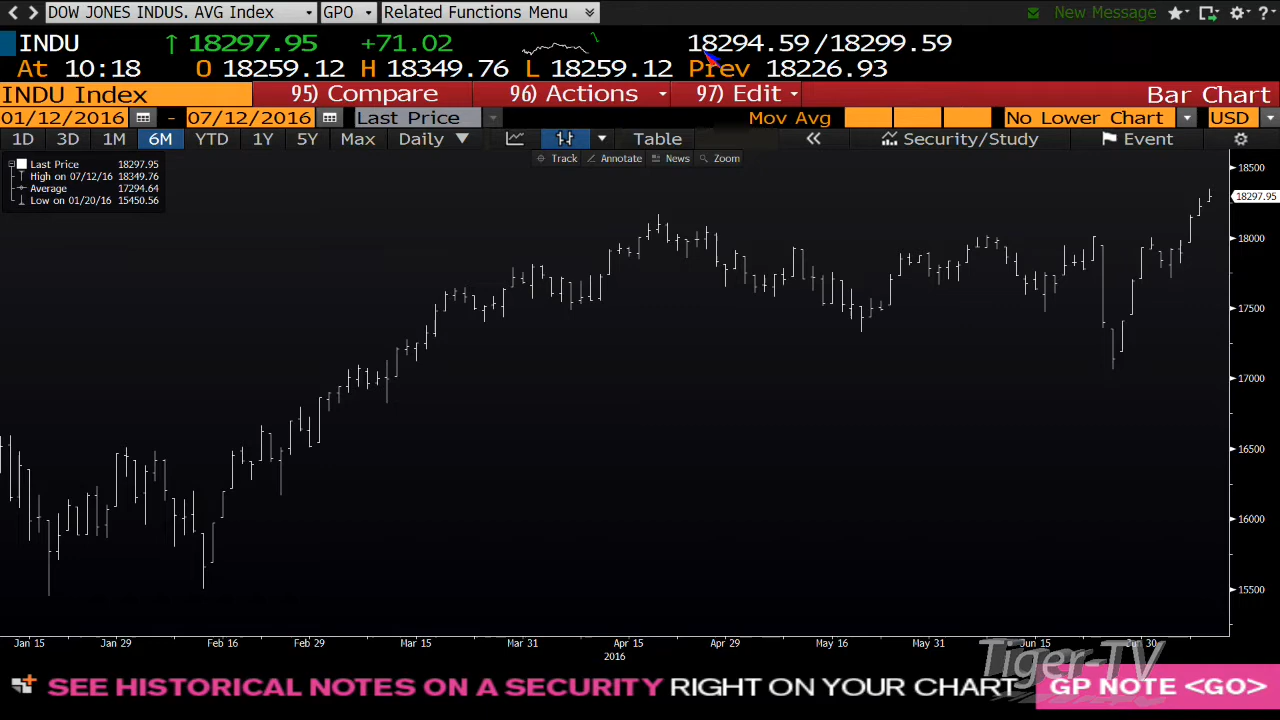 DOW JONES INDUS. AVG Index GPO Related Functions Menu New Message ?
INDU ↑ 18297.95 +71.02 18294.59 /18299.59
At 10:18 O 18259.12 H 18349.76 L 18259.12 Prev 18226.93
INDU Index 95) Compare 96) Actions 97) Edit Bar Chart
01/12/2016 - 07/12/2016 Last Price Mov Avg No Lower Chart USD
1D 3D 1M 6M YTD 1Y 5Y Max Daily ▼ Table « Security/Study Event
Track Annotate News Zoom
Last Price 18297.95
High on 07/12/16 18349.76
Average 17294.64
Low on 01/20/16 15450.56
18500
18297.95
18000
17500
17000
16500
16000
15500
Jan 15 Jan 29 Feb 16 Feb 29 Mar 15 Mar 31 Apr 15 Apr 29 May 16 May 31 Jun 15 Jun 30
2016
Tiger-TV
SEE HISTORICAL NOTES ON A SECURITY RIGHT ON YOUR CHART GP NOTE <GO>